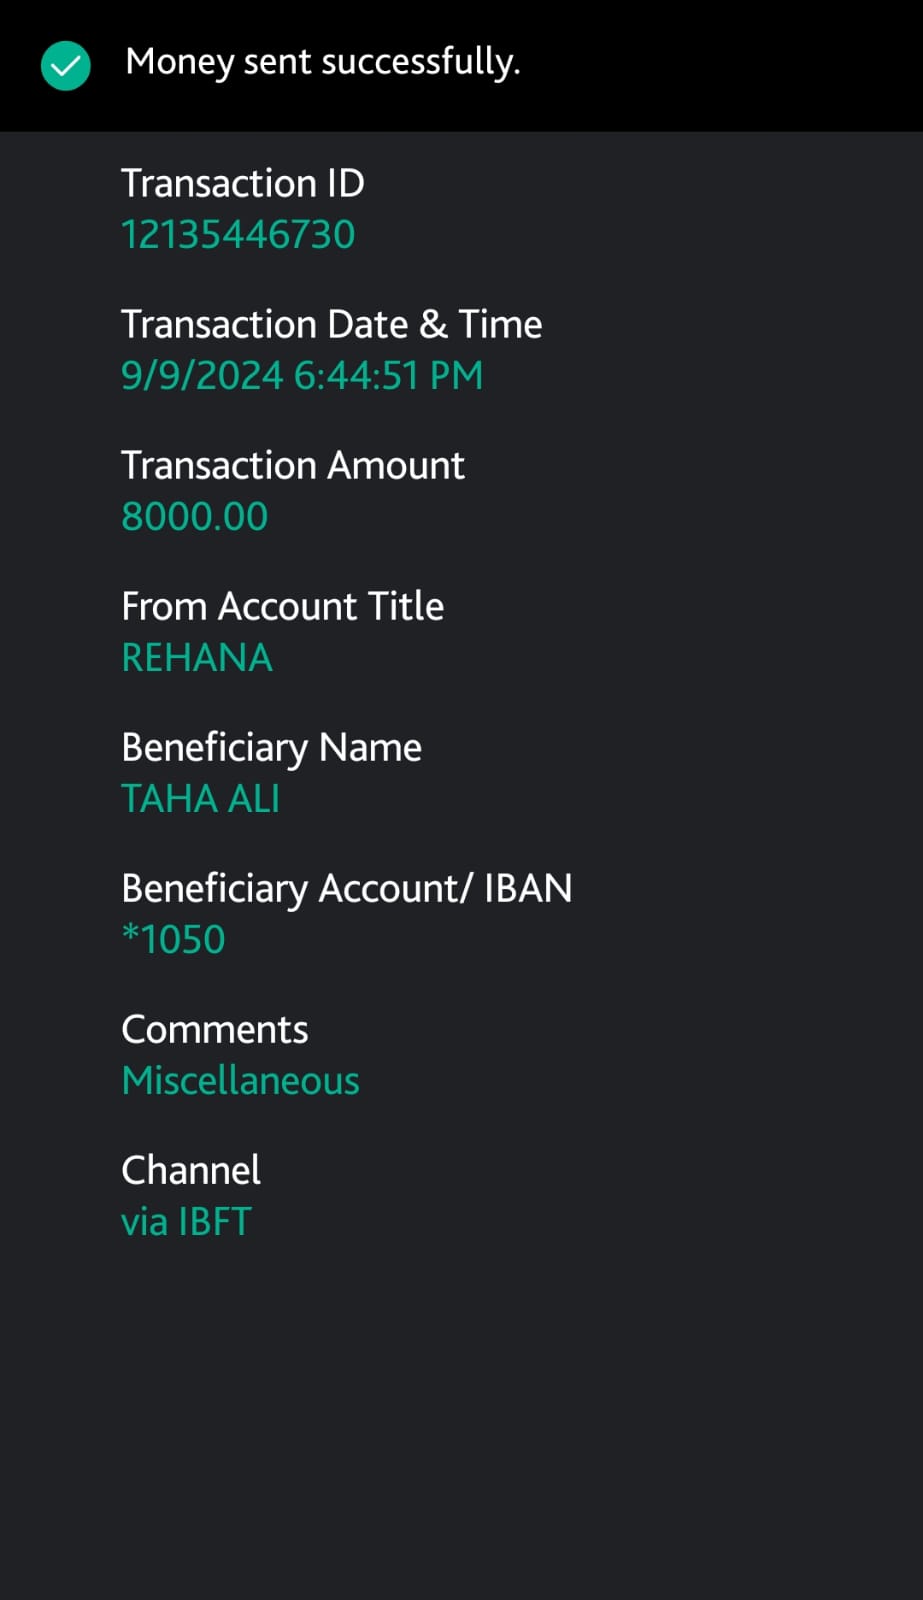 Money sent successfully.
Transaction ID
12135446730
Transaction Date & Time
9/9/2024 6:44:51 PM
Transaction Amount
8000.00
From Account Title
REHANA
Beneficiary Name
TAHA ALI
Beneficiary Account/ IBAN
*1050
Comments
Miscellaneous
Channel
via IBFT